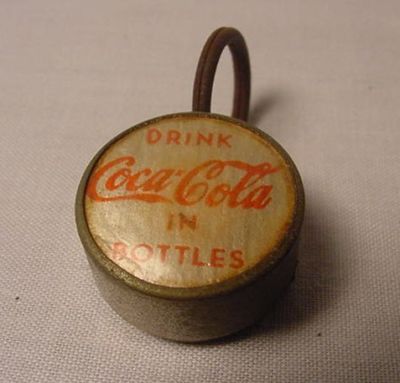 DRINK
Coca-Cola
IN
BOTTLES